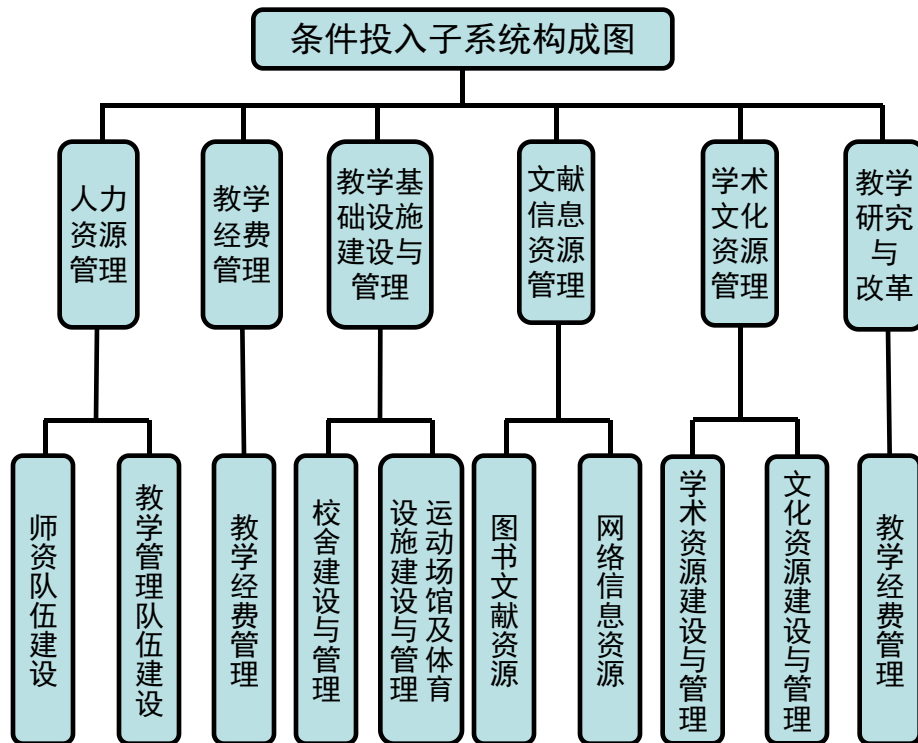 条件投入子系统构成图
人力
资源
管理
教学
经费
管理
教学基
础设施
建设与
管理
文献
信息
资源
管理
学术
文化
资源
管理
教学
研究
与
改革
师资队伍建设
教学管理队伍建设
教学经费管理
校舍建设与管理
运动场馆及体育
设施建设与管理
图书文献资源
网络信息资源
学术资源建设与管理
文化资源建设与管理
教学经费管理